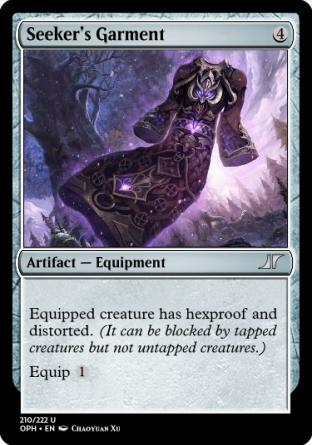 Seeker's Garment 4
Artifact — Equipment
Equipped creature has hexproof and
distorted. (It can be blocked by tapped
creatures but not untapped creatures.)
Equip 1
210/222 U
OPH • EN Chaoyuan Xu